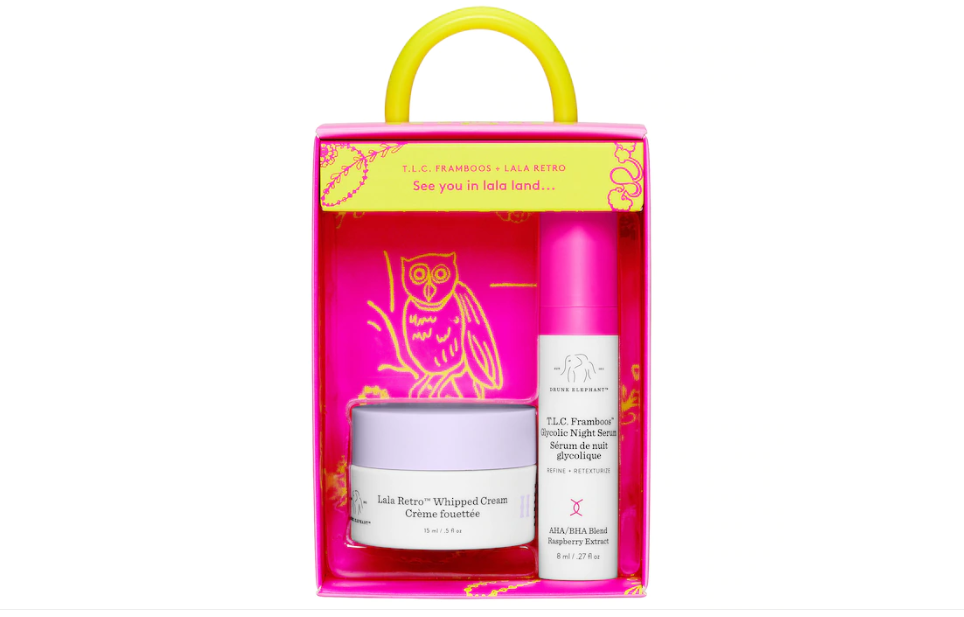 T.L.C. FRAMBOOS + LALA RETRO
See you in lala land...
DRUNK ELEPHANT™
T.L.C. Framboos™
Glycolic Night Serum
Sérum de nuit
glycolique
REFINE + RETEXTURIZE
AHA/BHA Blend
Raspberry Extract
8 ml / .27 fl oz
Lala Retro™ Whipped Cream
Crème fouettée
15 ml / .5 fl oz